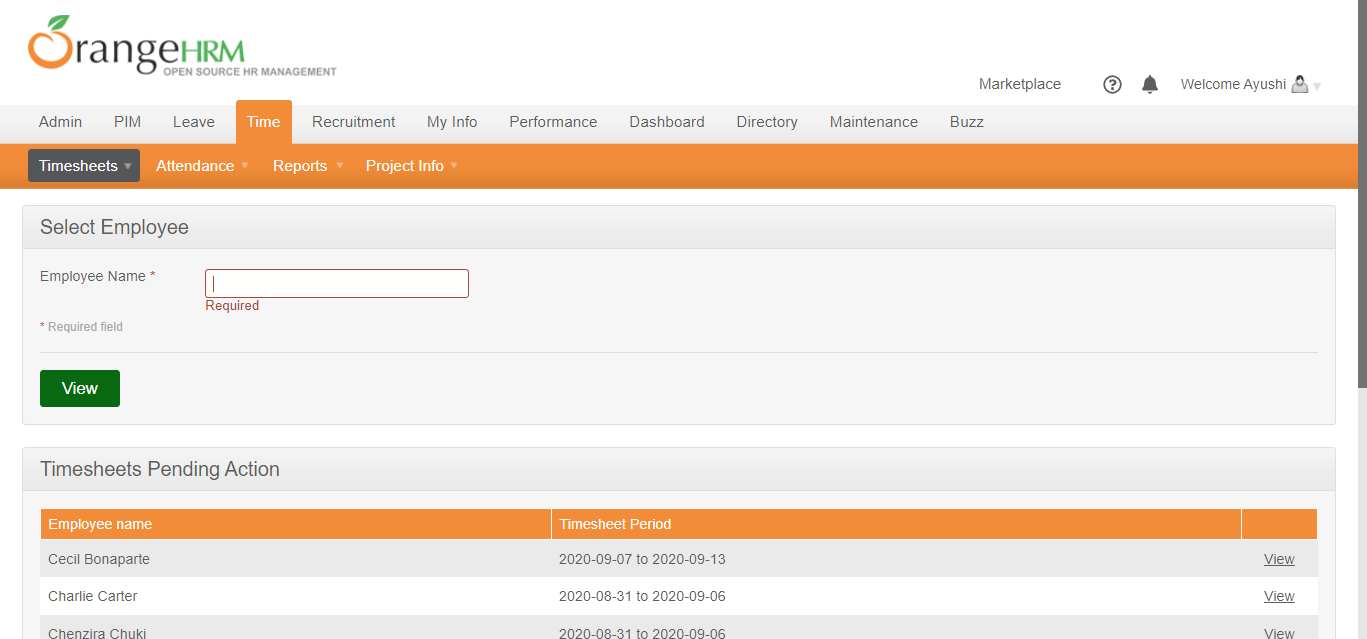 OrangeHRM
OPEN SOURCE HR MANAGEMENT
Marketplace Welcome Ayushi
Admin PIM Leave Time Recruitment My Info Performance Dashboard Directory Maintenance Buzz
Timesheets Attendance Reports Project Info
Select Employee
Employee Name *
Required
* Required field
View
Timesheets Pending Action
Employee name Timesheet Period
Cecil Bonaparte 2020-09-07 to 2020-09-13 View
Charlie Carter 2020-08-31 to 2020-09-06 View
Chenzira Chuki 2020-08-31 to 2020-09-06 View